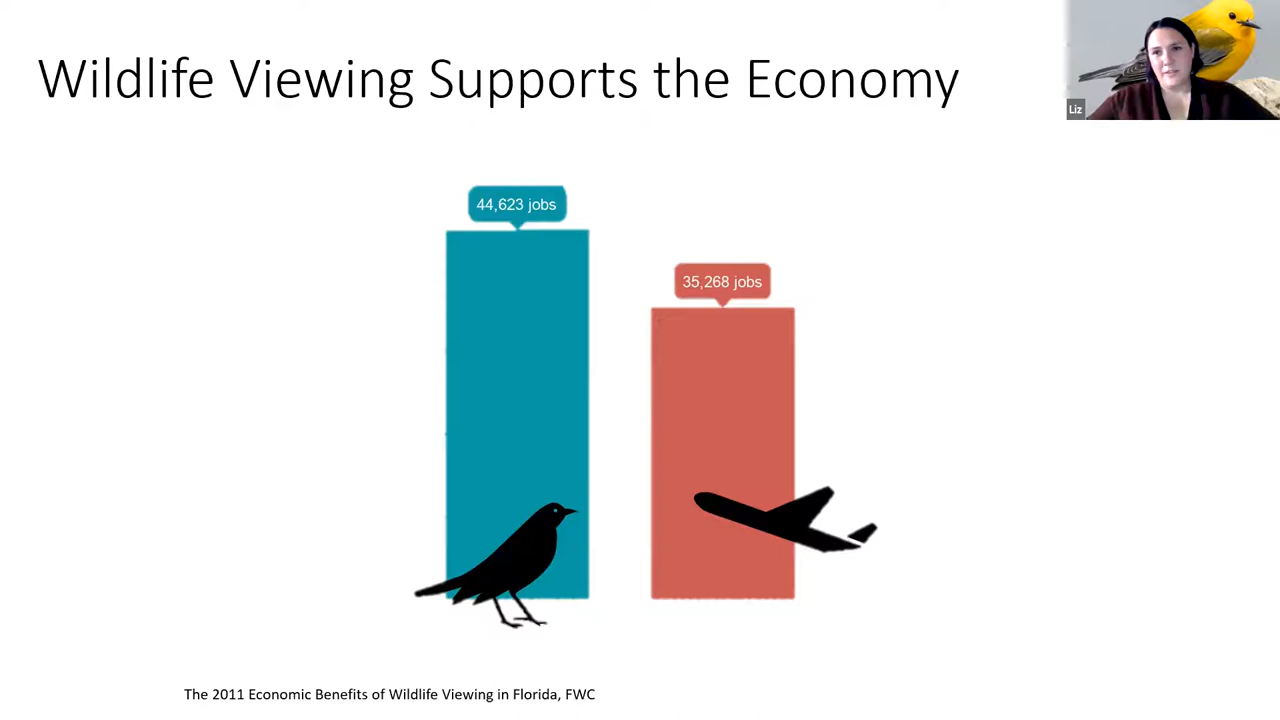 Wildlife Viewing Supports the Economy
Liz
44,623 jobs
35,268 jobs
The 2011 Economic Benefits of Wildlife Viewing in Florida, FWC